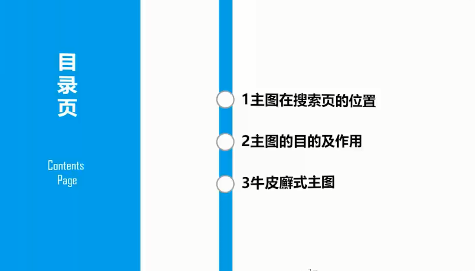 目录页
Contents
Page
1主图在搜索页的位置
2主图的目的及作用
3牛皮廯式主图